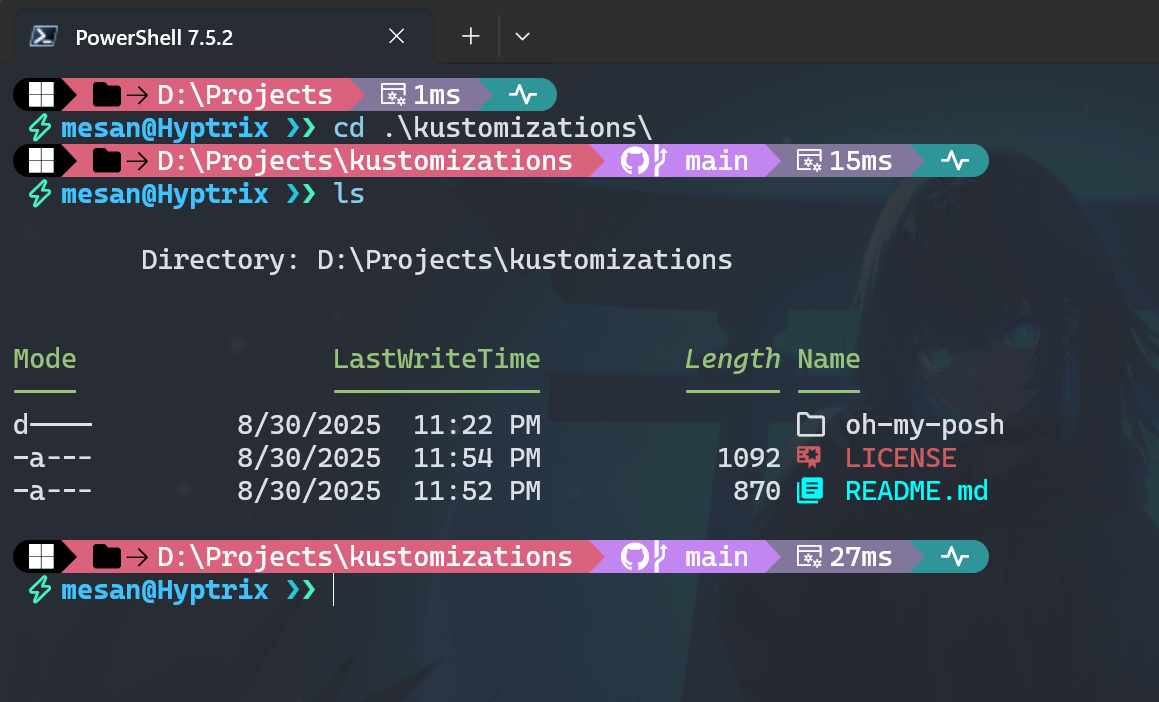 PowerShell 7.5.2
D:\Projects 1ms
mesan@Hyptrix ❯❯ cd .\kustomizations\
D:\Projects\kustomizations main 15ms
mesan@Hyptrix ❯❯ ls
Directory: D:\Projects\kustomizations
Mode LastWriteTime Length Name
d---- 8/30/2025 11:22 PM oh-my-posh
-a--- 8/30/2025 11:54 PM 1092 LICENSE
-a--- 8/30/2025 11:52 PM 870 README.md
D:\Projects\kustomizations main 27ms
mesan@Hyptrix ❯❯